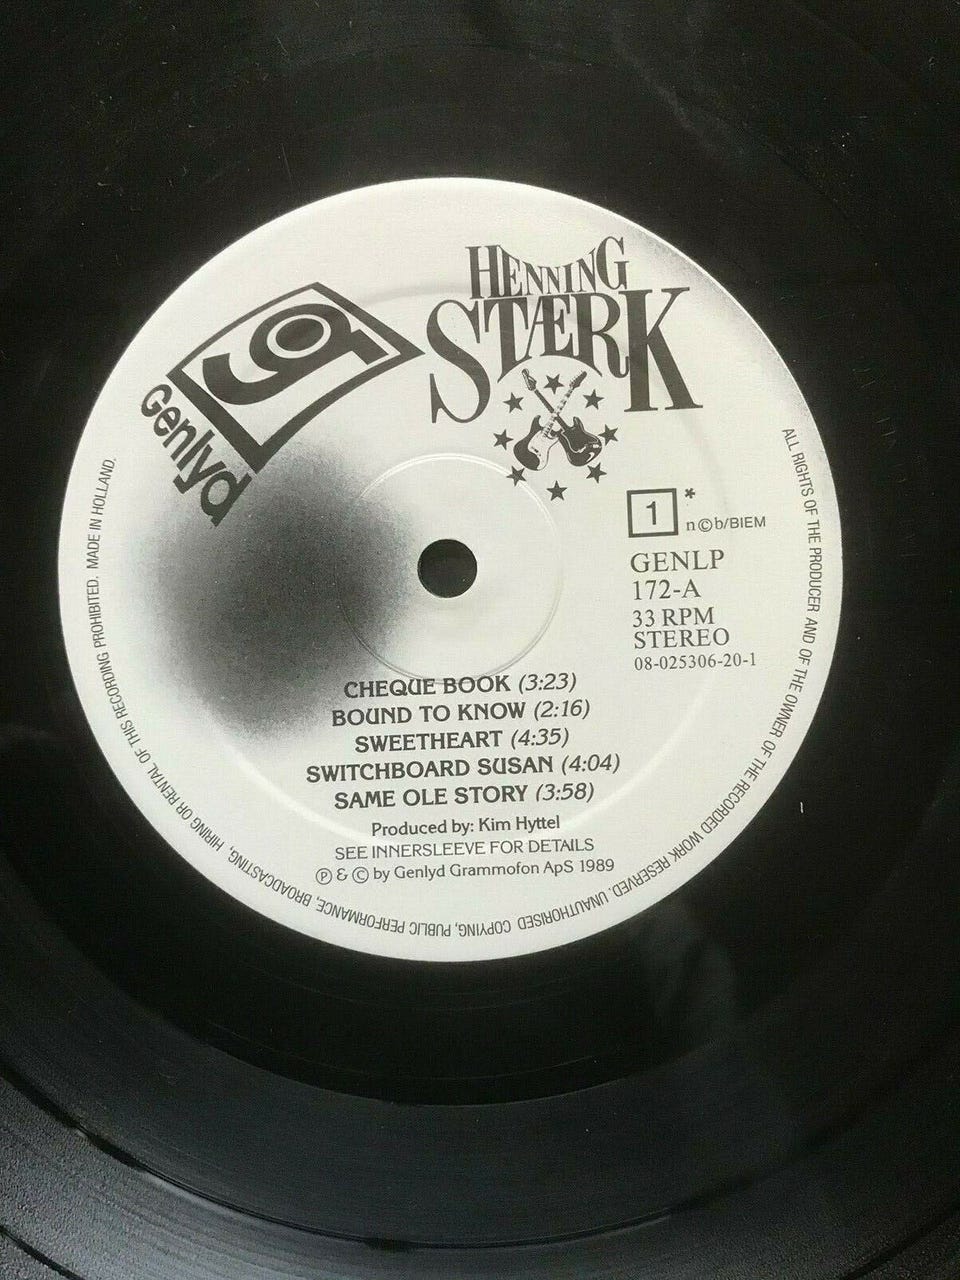 HENNING
STÆRK
g
Genlyd
1 *
n©b/BIEM
GENLP
172-A
33 RPM
STEREO
08-025306-20-1
CHEQUE BOOK (3:23)
BOUND TO KNOW (2:16)
SWEETHEART (4:35)
SWITCHBOARD SUSAN (4:04)
SAME OLE STORY (3:58)
Produced by: Kim Hyttel
SEE INNERSLEEVE FOR DETAILS
℗ & © by Genlyd Grammofon ApS 1989
ALL RIGHTS OF THE PRODUCER AND OF THE OWNER OF THE RECORDED WORK RESERVED. UNAUTHORISED COPYING, PUBLIC PERFORMANCE, BROADCASTING, HIRING OR RENTAL OF THIS RECORDING PROHIBITED. MADE IN HOLLAND.